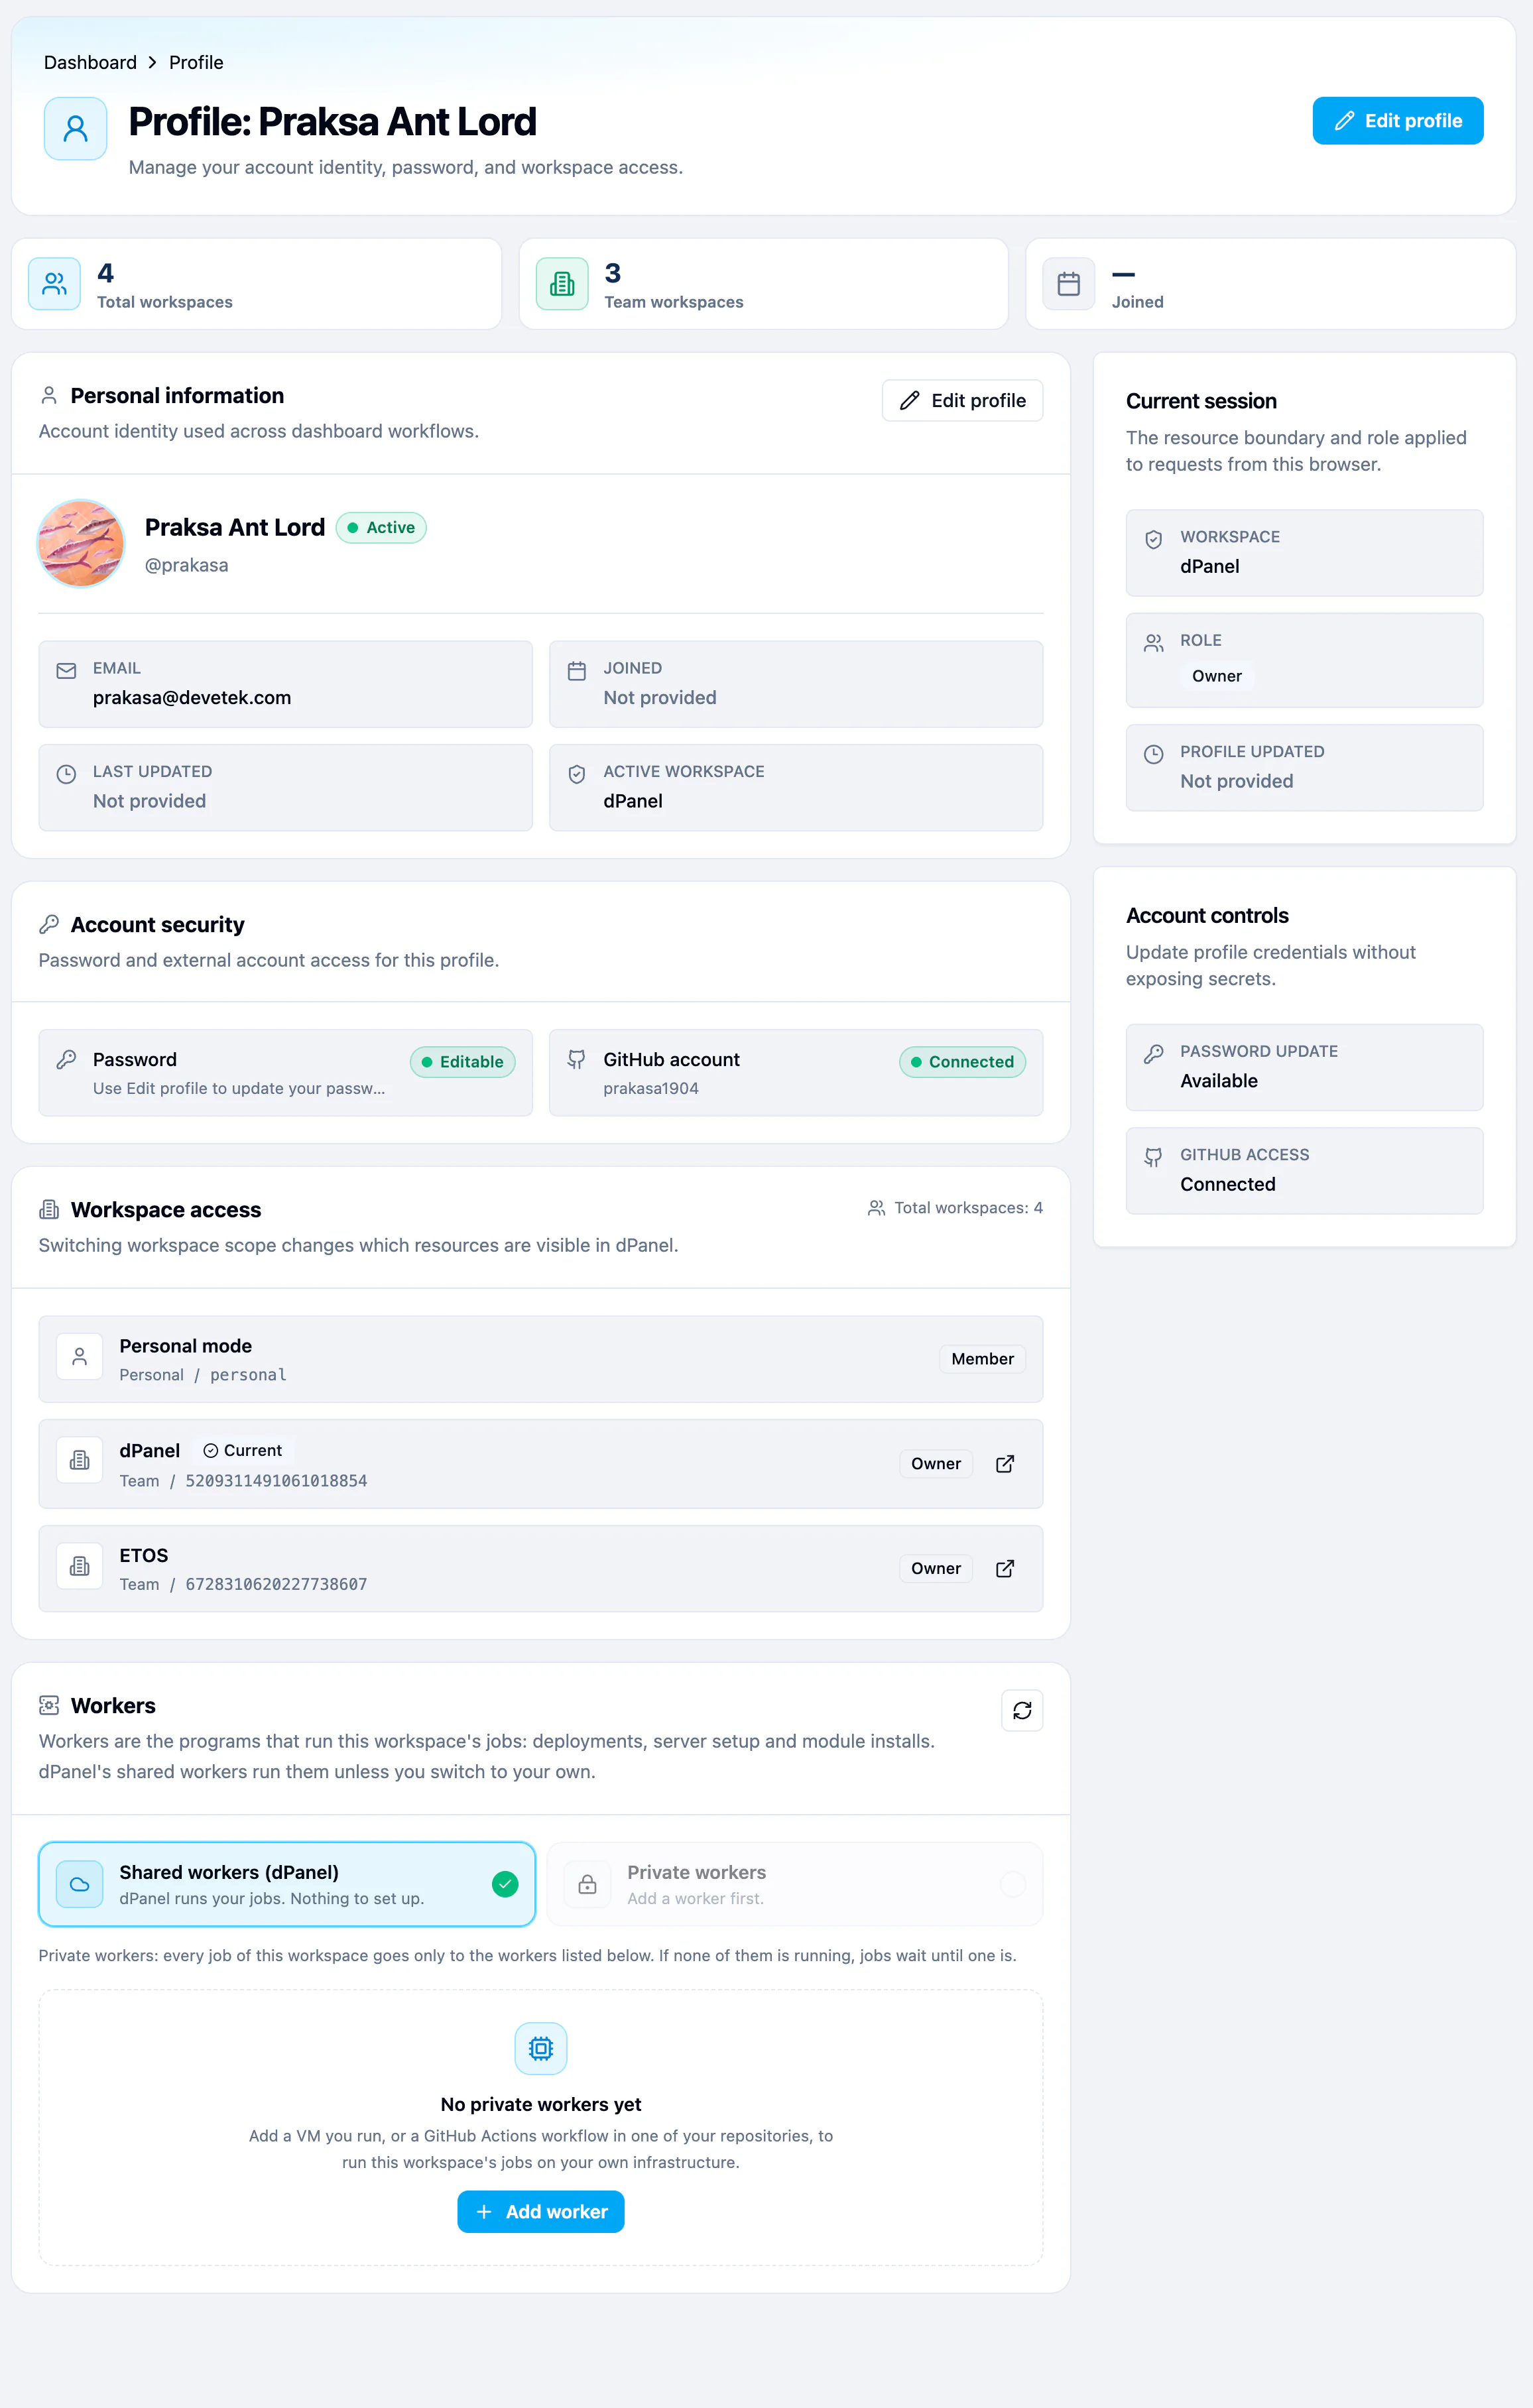 Dashboard > Profile
Profile: Praksa Ant Lord
Manage your account identity, password, and workspace access.
Edit profile
4
Total workspaces
3
Team workspaces
—
Joined
Personal information
Account identity used across dashboard workflows.
Edit profile
Praksa Ant Lord
Active
@prakasa
EMAIL
prakasa@devetek.com
JOINED
Not provided
LAST UPDATED
Not provided
ACTIVE WORKSPACE
dPanel
Account security
Password and external account access for this profile.
Password
Use Edit profile to update your passw...
Editable
GitHub account
prakasa1904
Connected
Workspace access
Switching workspace scope changes which resources are visible in dPanel.
Total workspaces: 4
Personal mode
Personal / personal
Member
dPanel
Current
Team / 5209311491061018854
Owner
ETOS
Team / 6728310620227738607
Owner
Workers
Workers are the programs that run this workspace's jobs: deployments, server setup and module installs.
dPanel's shared workers run them unless you switch to your own.
Shared workers (dPanel)
dPanel runs your jobs. Nothing to set up.
Private workers
Add a worker first.
Private workers: every job of this workspace goes only to the workers listed below. If none of them is running, jobs wait until one is.
No private workers yet
Add a VM you run, or a GitHub Actions workflow in one of your repositories, to
run this workspace's jobs on your own infrastructure.
Add worker
Current session
The resource boundary and role applied
to requests from this browser.
WORKSPACE
dPanel
ROLE
Owner
PROFILE UPDATED
Not provided
Account controls
Update profile credentials without
exposing secrets.
PASSWORD UPDATE
Available
GITHUB ACCESS
Connected